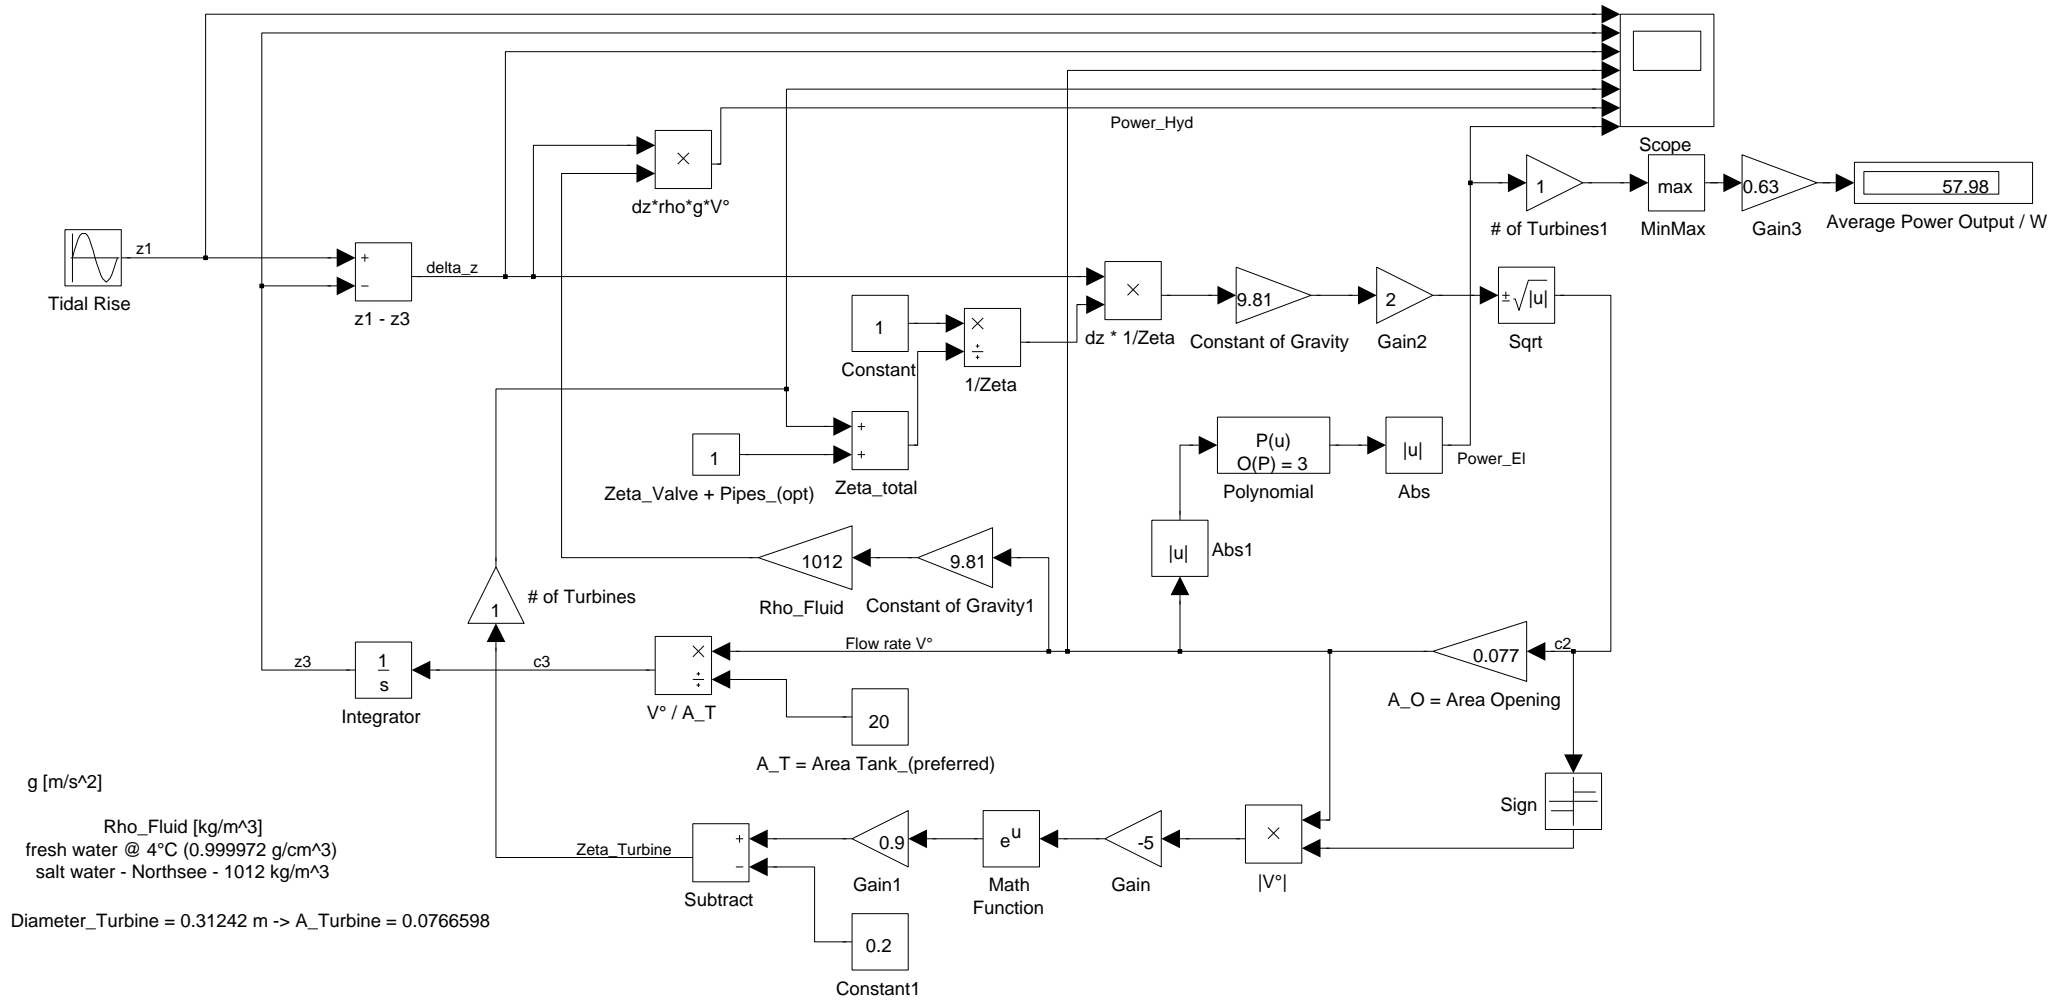 Power_Hyd
Scope
×
dz*rho*g*V°
1
# of Turbines1
max
MinMax
0.63
Gain3
57.98
Average Power Output / W
Tidal Rise
z1
+
−
z1 - z3
delta_z
1
Constant
×
÷
1/Zeta
×
dz * 1/Zeta
9.81
Constant of Gravity
2
Gain2
±√|u|
Sqrt
1
Zeta_Valve + Pipes_(opt)
+
+
Zeta_total
P(u)
O(P) = 3
Polynomial
|u|
Abs
Power_El
|u|
Abs1
1012
Rho_Fluid
9.81
Constant of Gravity1
1
# of Turbines
z3
1
s
Integrator
c3
×
÷
V° / A_T
Flow rate V°
20
A_T = Area Tank_(preferred)
0.077
A_O = Area Opening
c2
Sign
×
|V°|
-5
Gain
e^u
Math
Function
0.9
Gain1
+
−
Subtract
Zeta_Turbine
0.2
Constant1
g [m/s^2]
Rho_Fluid [kg/m^3]
fresh water @ 4°C (0.999972 g/cm^3)
salt water - Northsee - 1012 kg/m^3
Diameter_Turbine = 0.31242 m -> A_Turbine = 0.0766598